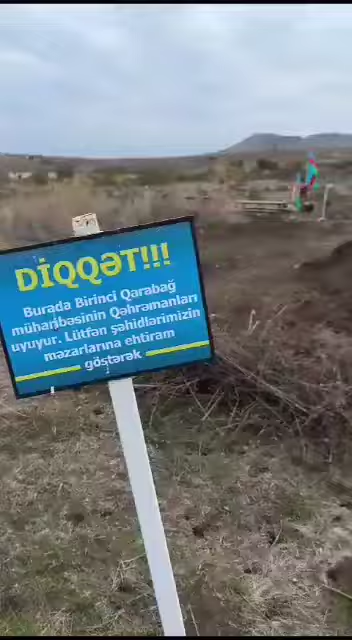 DİQQƏT!!!
Burada Birinci Qarabağ
müharibəsinin Qəhrəmanları
uyuyur. Lütfən şəhidlərimizin
məzarlarına ehtiram
göstərək